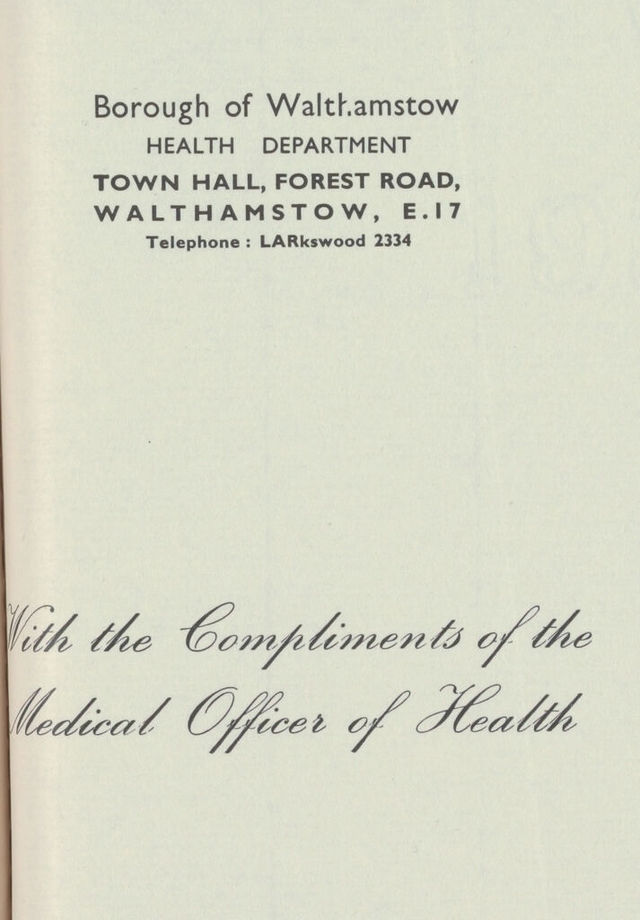 Borough of Walthamstow
HEALTH DEPARTMENT
TOWN HALL, FOREST ROAD,
WALTHAMSTOW, E.17
Telephone : LARkswood 2334
With the Compliments of the
Medical Officer of Health